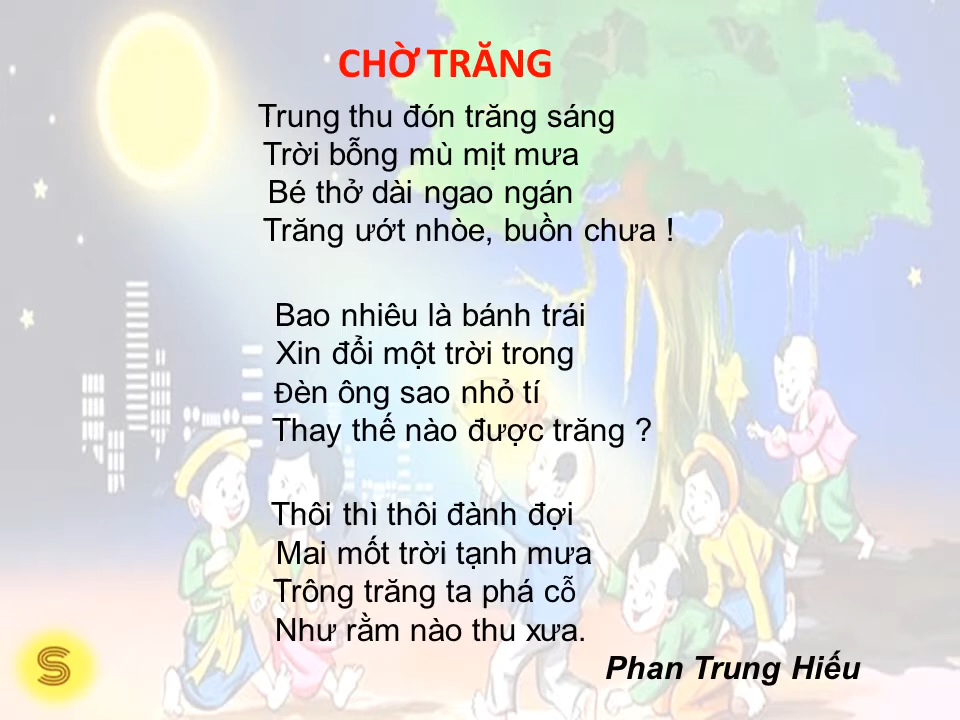 CHỜ TRĂNG
Trung thu đón trăng sáng
Trời bỗng mù mịt mưa
Bé thở dài ngao ngán
Trăng ướt nhòe, buồn chưa !
Bao nhiêu là bánh trái
Xin đổi một trời trong
Đèn ông sao nhỏ tí
Thay thế nào được trăng ?
Thôi thì thôi đành đợi
Mai mốt trời tạnh mưa
Trông trăng ta phá cỗ
Như rằm nào thu xưa.
Phan Trung Hiếu
S